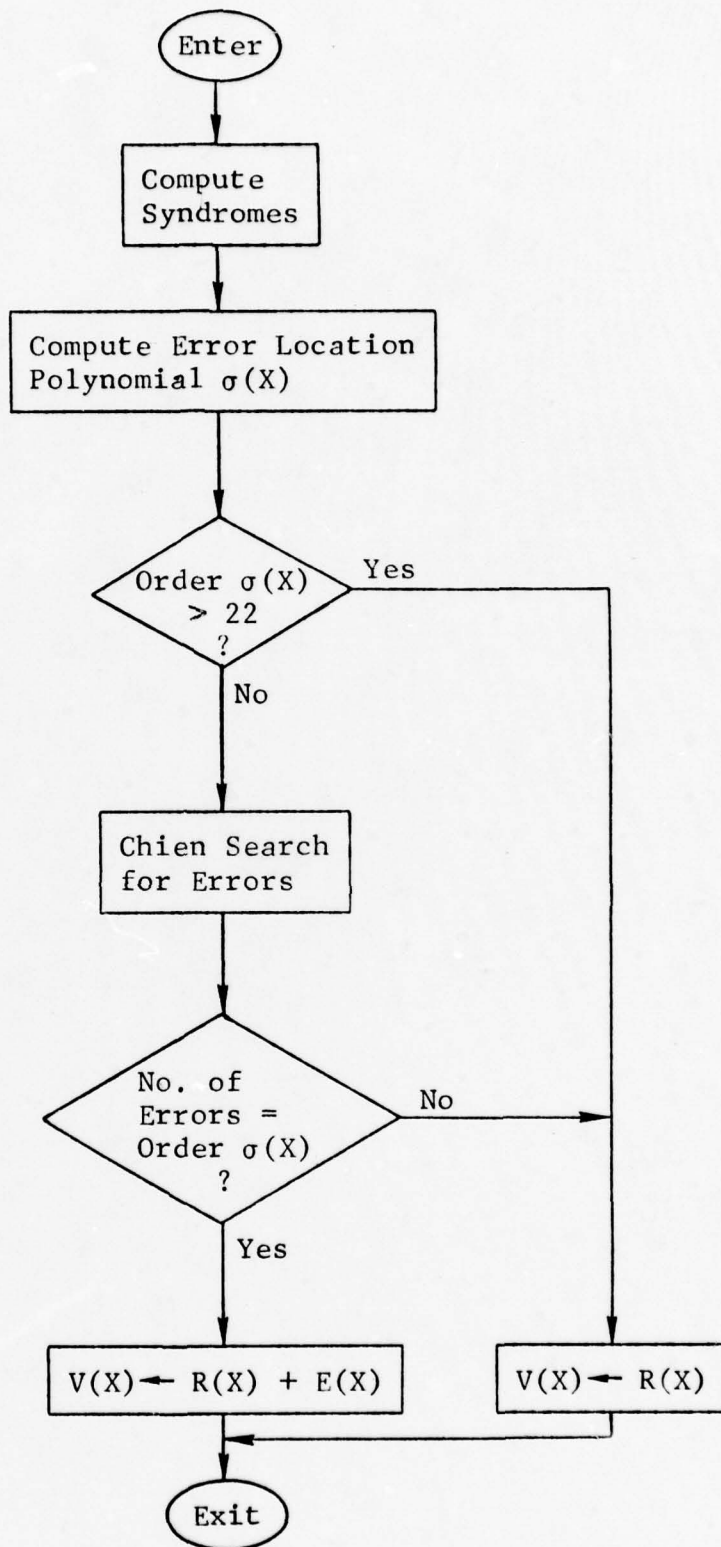 Enter
Compute
Syndromes
Compute Error Location
Polynomial σ(X)
Order σ(X)
> 22
?
Yes
No
Chien Search
for Errors
No. of
Errors =
Order σ(X)
?
No
Yes
V(X) ← R(X) + E(X)
V(X) ← R(X)
Exit